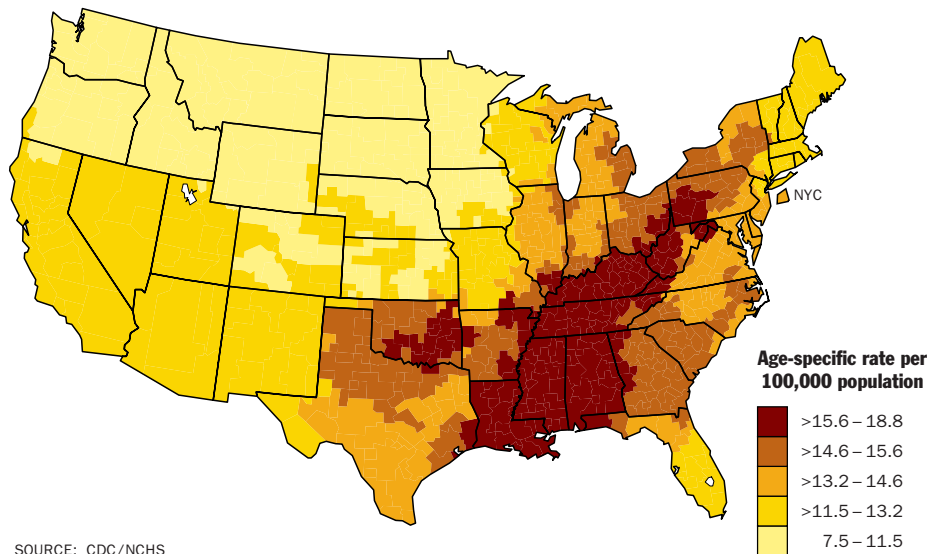 NYC
Age-specific rate per
100,000 population
>15.6 – 18.8
>14.6 – 15.6
>13.2 – 14.6
>11.5 – 13.2
7.5 – 11.5
SOURCE: CDC/NCHS